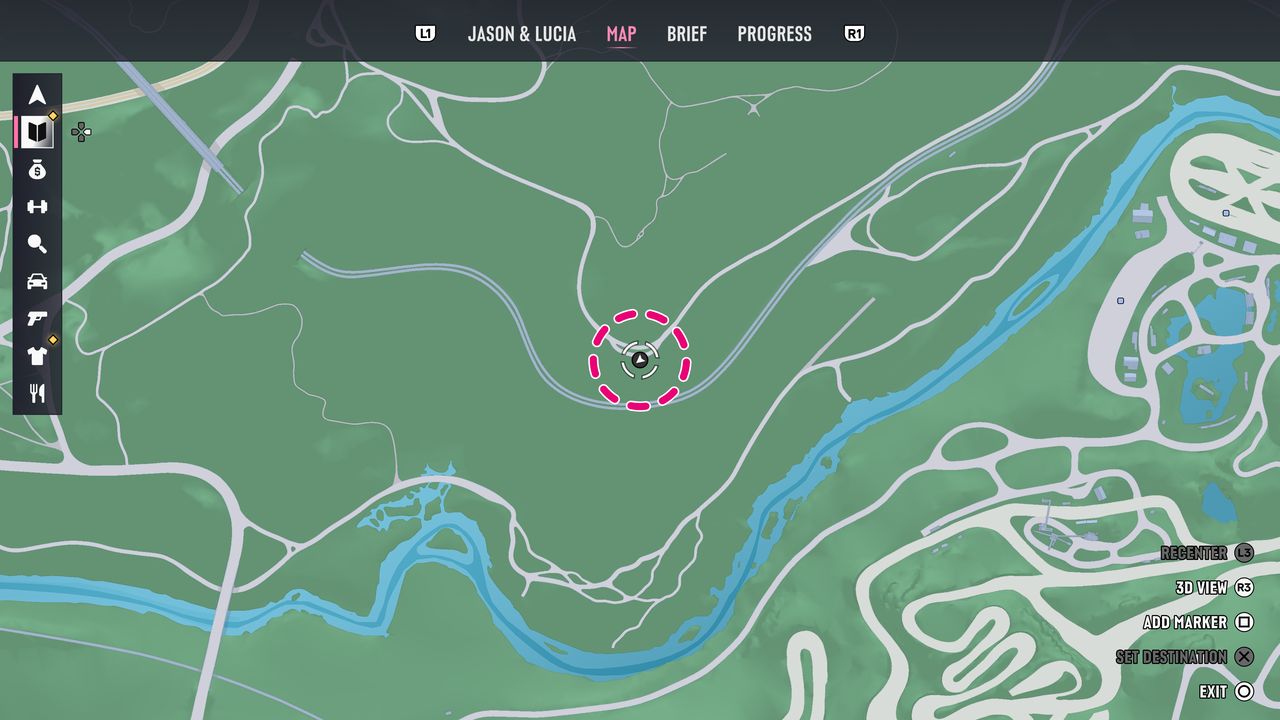 L1 JASON & LUCIA MAP BRIEF PROGRESS R1
$
RECENTER L3
3D VIEW R3
ADD MARKER
SET DESTINATION
EXIT